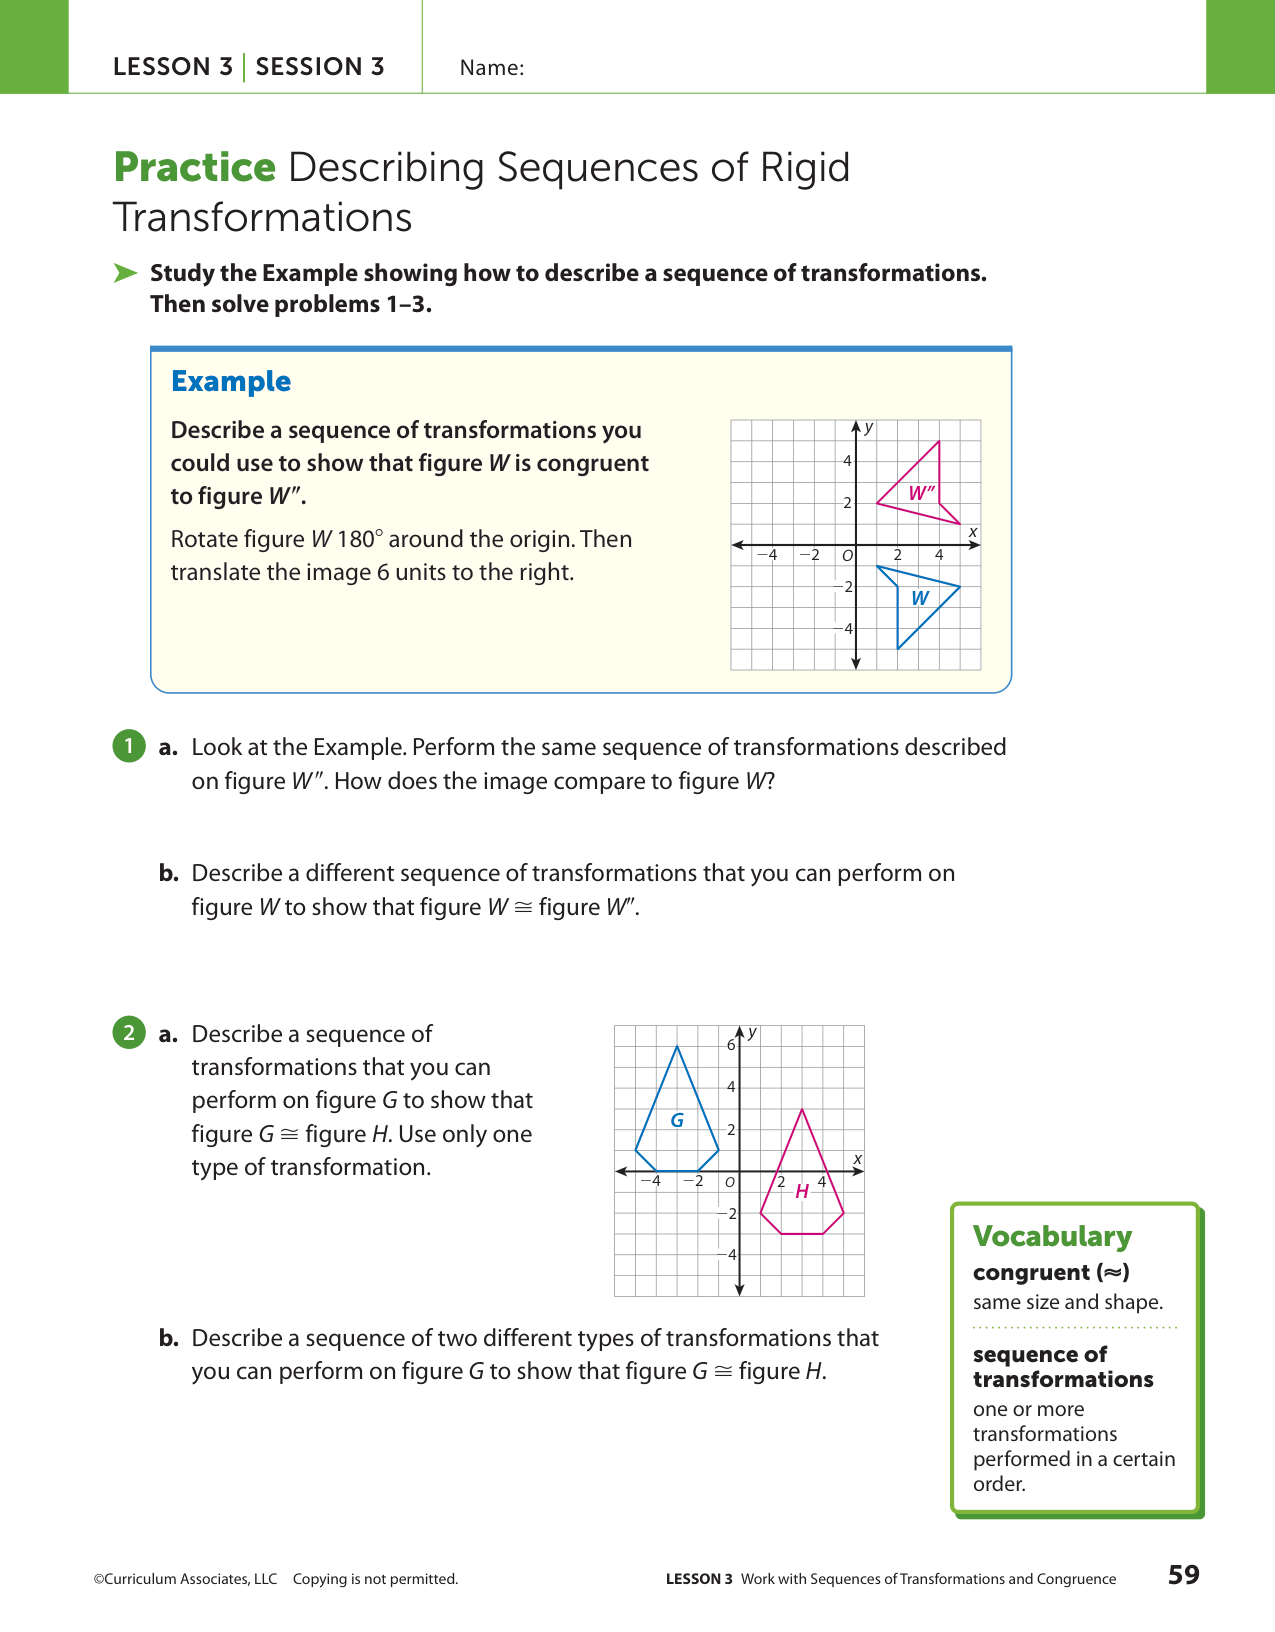 LESSON 3 | SESSION 3
Name:
Practice Describing Sequences of Rigid
Transformations
➤ Study the Example showing how to describe a sequence of transformations.
Then solve problems 1–3.
Example
Describe a sequence of transformations you
could use to show that figure W is congruent
to figure W″.
Rotate figure W 180° around the origin. Then
translate the image 6 units to the right.
y
4
W″
2
x
−4 −2 O 2 4
−2
W
−4
1 a. Look at the Example. Perform the same sequence of transformations described
on figure W″. How does the image compare to figure W?
b. Describe a different sequence of transformations that you can perform on
figure W to show that figure W ≅ figure W″.
2 a. Describe a sequence of
transformations that you can
perform on figure G to show that
figure G ≅ figure H. Use only one
type of transformation.
y
6
4
G
2
x
−4 −2 O 2 4
H
−2
−4
b. Describe a sequence of two different types of transformations that
you can perform on figure G to show that figure G ≅ figure H.
Vocabulary
congruent (≈)
same size and shape.
sequence of
transformations
one or more
transformations
performed in a certain
order.
©Curriculum Associates, LLC Copying is not permitted.
LESSON 3 Work with Sequences of Transformations and Congruence
59